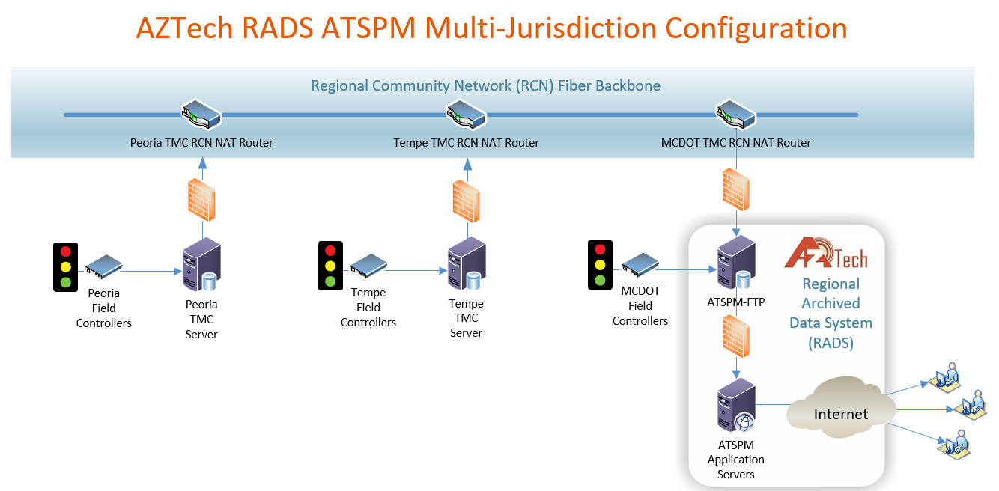 AZTech RADS ATSPM Multi-Jurisdiction Configuration
Regional Community Network (RCN) Fiber Backbone
Peoria TMC RCN NAT Router
Tempe TMC RCN NAT Router
MCDOT TMC RCN NAT Router
Peoria
Field
Controllers
Peoria
TMC
Server
Tempe
Field
Controllers
Tempe
TMC
Server
MCDOT
Field
Controllers
ATSPM-FTP
AZTech
Regional
Archived
Data System
(RADS)
Internet
ATSPM
Application
Servers